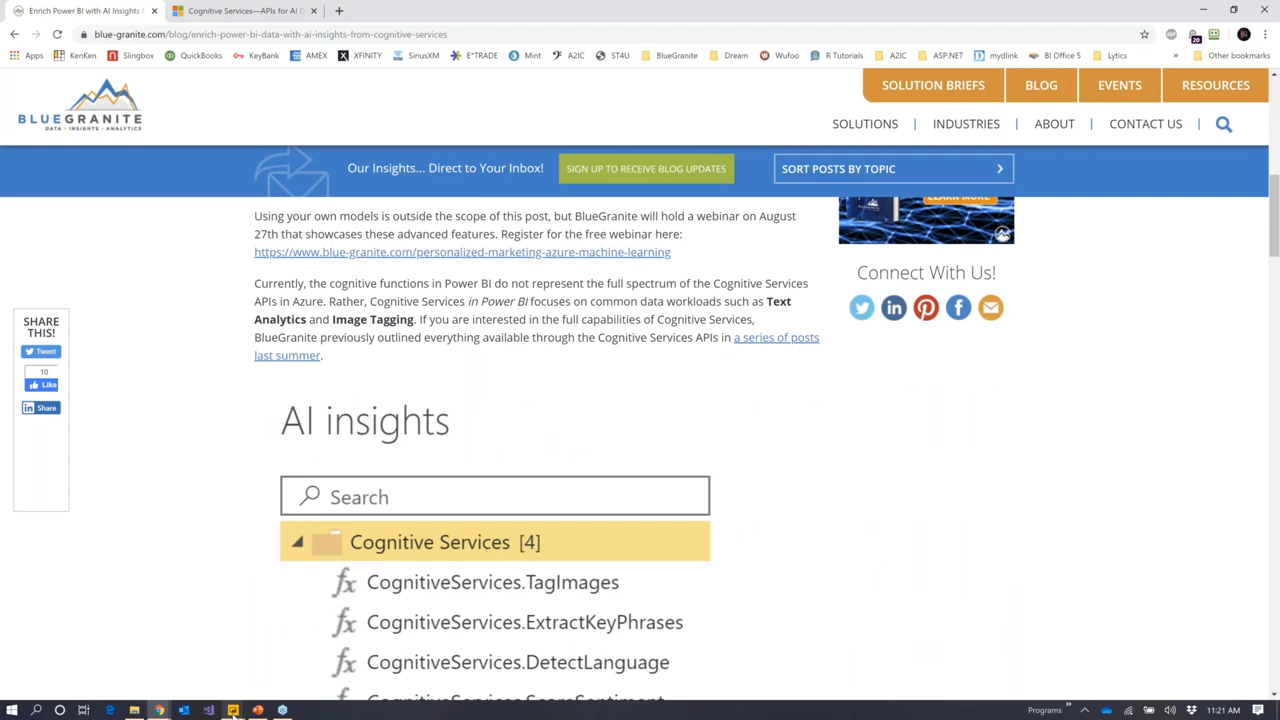 Enrich Power BI with AI Insights
Cognitive Services—APIs for AI D
blue-granite.com/blog/enrich-power-bi-data-with-ai-insights-from-cognitive-services
Apps KenKen Slingbox QuickBooks KeyBank AMEX XFINITY SiriusXM E*TRADE Mint A2IC ST4U BlueGranite Dream Wufoo R Tutorials A2IC ASP.NET mydlink BI Office 5 Lytics Other bookmarks
SOLUTION BRIEFS BLOG EVENTS RESOURCES
BLUEGRANITE
DATA · INSIGHTS · ANALYTICS
SOLUTIONS | INDUSTRIES | ABOUT | CONTACT US |
Our Insights... Direct to Your Inbox! SIGN UP TO RECEIVE BLOG UPDATES SORT POSTS BY TOPIC
LEARN MORE
Using your own models is outside the scope of this post, but BlueGranite will hold a webinar on August
27th that showcases these advanced features. Register for the free webinar here:
https://www.blue-granite.com/personalized-marketing-azure-machine-learning
Connect With Us!
Currently, the cognitive functions in Power BI do not represent the full spectrum of the Cognitive Services
APIs in Azure. Rather, Cognitive Services in Power BI focuses on common data workloads such as Text
Analytics and Image Tagging. If you are interested in the full capabilities of Cognitive Services,
BlueGranite previously outlined everything available through the Cognitive Services APIs in a series of posts
last summer.
SHARE
THIS!
Tweet
10
Like
Share
AI insights
Search
Cognitive Services [4]
fx CognitiveServices.TagImages
fx CognitiveServices.ExtractKeyPhrases
fx CognitiveServices.DetectLanguage
CognitiveServices.ScoreSentiment
Programs 11:21 AM